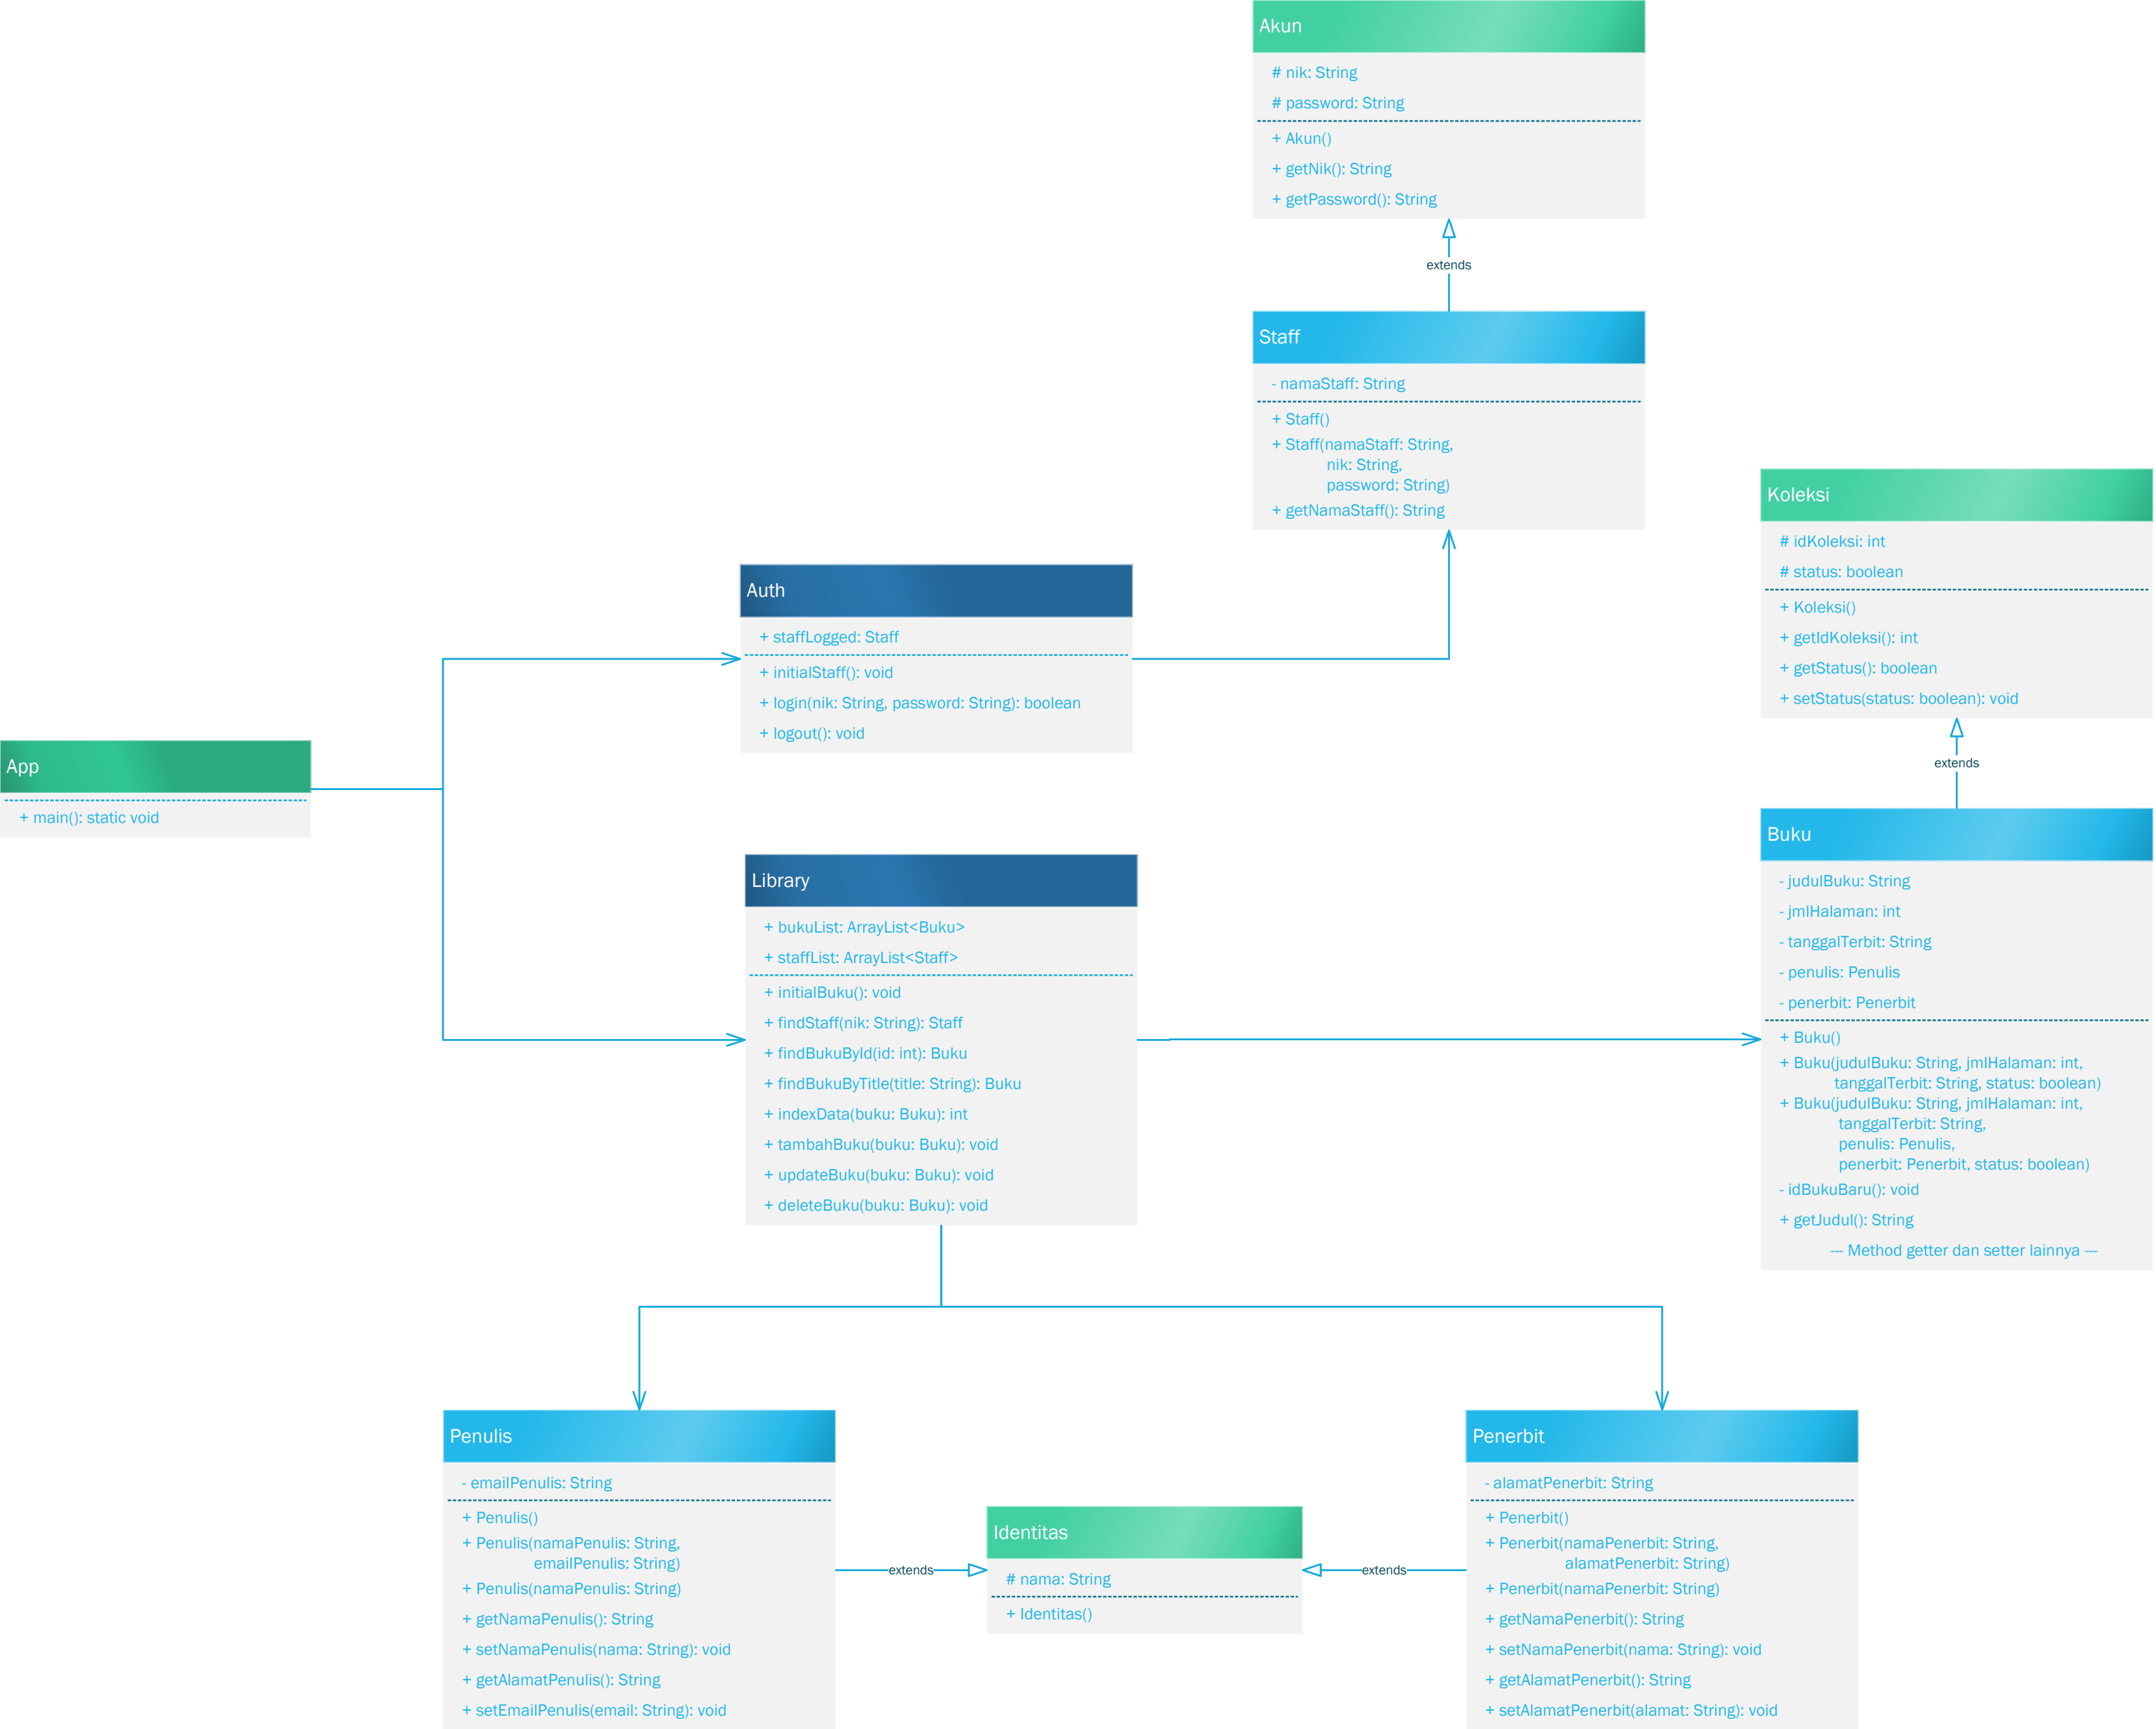 Akun
# nik: String
# password: String
+ Akun()
+ getNik(): String
+ getPassword(): String
extends
Staff
- namaStaff: String
+ Staff()
+ Staff(namaStaff: String,
nik: String,
password: String)
+ getNamaStaff(): String
Koleksi
# idKoleksi: int
# status: boolean
+ Koleksi()
+ getIdKoleksi(): int
+ getStatus(): boolean
+ setStatus(status: boolean): void
extends
Auth
+ staffLogged: Staff
+ initialStaff(): void
+ login(nik: String, password: String): boolean
+ logout(): void
App
+ main(): static void
Library
+ bukuList: ArrayList<Buku>
+ staffList: ArrayList<Staff>
+ initialBuku(): void
+ findStaff(nik: String): Staff
+ findBukuById(id: int): Buku
+ findBukuByTitle(title: String): Buku
+ indexData(buku: Buku): int
+ tambahBuku(buku: Buku): void
+ updateBuku(buku: Buku): void
+ deleteBuku(buku: Buku): void
Buku
- judulBuku: String
- jmlHalaman: int
- tanggalTerbit: String
- penulis: Penulis
- penerbit: Penerbit
+ Buku()
+ Buku(judulBuku: String, jmlHalaman: int,
tanggalTerbit: String, status: boolean)
+ Buku(judulBuku: String, jmlHalaman: int,
tanggalTerbit: String,
penulis: Penulis,
penerbit: Penerbit, status: boolean)
- idBukuBaru(): void
+ getJudul(): String
--- Method getter dan setter lainnya ---
Penulis
- emailPenulis: String
+ Penulis()
+ Penulis(namaPenulis: String,
emailPenulis: String)
+ Penulis(namaPenulis: String)
+ getNamaPenulis(): String
+ setNamaPenulis(nama: String): void
+ getAlamatPenulis(): String
+ setEmailPenulis(email: String): void
extends
Identitas
# nama: String
+ Identitas()
extends
Penerbit
- alamatPenerbit: String
+ Penerbit()
+ Penerbit(namaPenerbit: String,
alamatPenerbit: String)
+ Penerbit(namaPenerbit: String)
+ getNamaPenerbit(): String
+ setNamaPenerbit(nama: String): void
+ getAlamatPenerbit(): String
+ setAlamatPenerbit(alamat: String): void